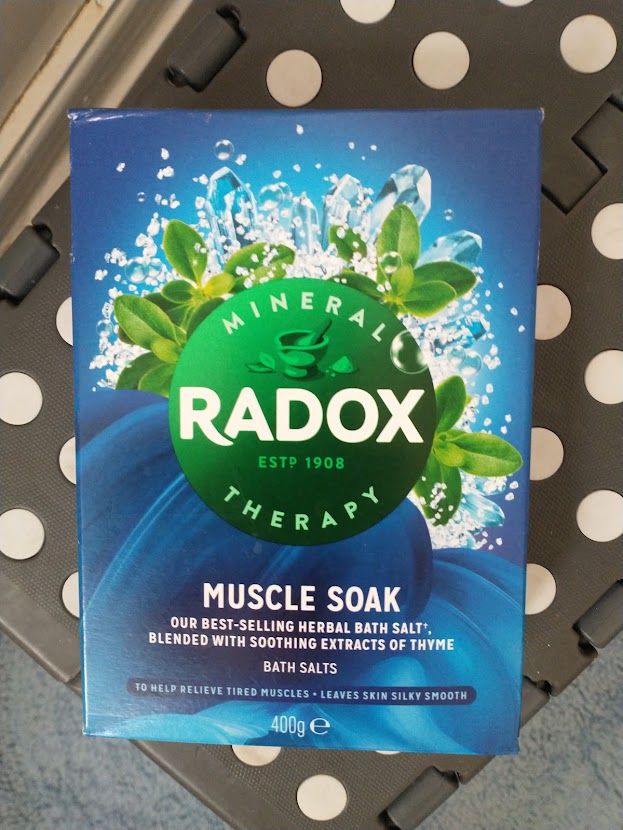 MINERAL
RADOX
ESTD 1908
THERAPY
MUSCLE SOAK
OUR BEST-SELLING HERBAL BATH SALT†,
BLENDED WITH SOOTHING EXTRACTS OF THYME
BATH SALTS
TO HELP RELIEVE TIRED MUSCLES • LEAVES SKIN SILKY SMOOTH
400g ℮